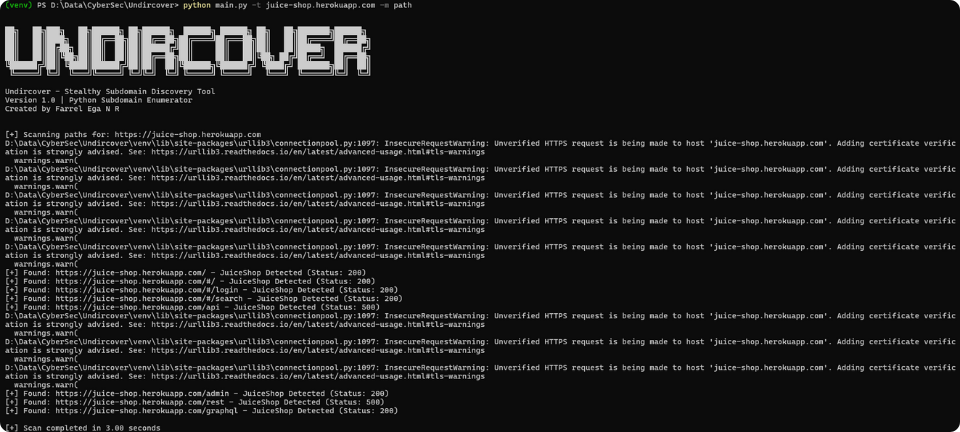 (venv) PS D:\Data\CyberSec\Undircover> python main.py -t juice-shop.herokuapp.com -m path
UNDIRCOVER
Undircover - Stealthy Subdomain Discovery Tool
Version 1.0 | Python Subdomain Enumerator
Created by Farrel Ega N R
[+] Scanning paths for: https://juice-shop.herokuapp.com
D:\Data\CyberSec\Undircover\venv\lib\site-packages\urllib3\connectionpool.py:1097: InsecureRequestWarning: Unverified HTTPS request is being made to host 'juice-shop.herokuapp.com'. Adding certificate verific
ation is strongly advised. See: https://urllib3.readthedocs.io/en/latest/advanced-usage.html#tls-warnings
  warnings.warn(
D:\Data\CyberSec\Undircover\venv\lib\site-packages\urllib3\connectionpool.py:1097: InsecureRequestWarning: Unverified HTTPS request is being made to host 'juice-shop.herokuapp.com'. Adding certificate verific
ation is strongly advised. See: https://urllib3.readthedocs.io/en/latest/advanced-usage.html#tls-warnings
  warnings.warn(
D:\Data\CyberSec\Undircover\venv\lib\site-packages\urllib3\connectionpool.py:1097: InsecureRequestWarning: Unverified HTTPS request is being made to host 'juice-shop.herokuapp.com'. Adding certificate verific
ation is strongly advised. See: https://urllib3.readthedocs.io/en/latest/advanced-usage.html#tls-warnings
  warnings.warn(
D:\Data\CyberSec\Undircover\venv\lib\site-packages\urllib3\connectionpool.py:1097: InsecureRequestWarning: Unverified HTTPS request is being made to host 'juice-shop.herokuapp.com'. Adding certificate verific
ation is strongly advised. See: https://urllib3.readthedocs.io/en/latest/advanced-usage.html#tls-warnings
  warnings.warn(
D:\Data\CyberSec\Undircover\venv\lib\site-packages\urllib3\connectionpool.py:1097: InsecureRequestWarning: Unverified HTTPS request is being made to host 'juice-shop.herokuapp.com'. Adding certificate verific
ation is strongly advised. See: https://urllib3.readthedocs.io/en/latest/advanced-usage.html#tls-warnings
  warnings.warn(
[+] Found: https://juice-shop.herokuapp.com/ - JuiceShop Detected (Status: 200)
[+] Found: https://juice-shop.herokuapp.com/#/ - JuiceShop Detected (Status: 200)
[+] Found: https://juice-shop.herokuapp.com/#/login - JuiceShop Detected (Status: 200)
[+] Found: https://juice-shop.herokuapp.com/#/search - JuiceShop Detected (Status: 200)
[+] Found: https://juice-shop.herokuapp.com/api - JuiceShop Detected (Status: 500)
D:\Data\CyberSec\Undircover\venv\lib\site-packages\urllib3\connectionpool.py:1097: InsecureRequestWarning: Unverified HTTPS request is being made to host 'juice-shop.herokuapp.com'. Adding certificate verific
ation is strongly advised. See: https://urllib3.readthedocs.io/en/latest/advanced-usage.html#tls-warnings
  warnings.warn(
D:\Data\CyberSec\Undircover\venv\lib\site-packages\urllib3\connectionpool.py:1097: InsecureRequestWarning: Unverified HTTPS request is being made to host 'juice-shop.herokuapp.com'. Adding certificate verific
ation is strongly advised. See: https://urllib3.readthedocs.io/en/latest/advanced-usage.html#tls-warnings
  warnings.warn(
D:\Data\CyberSec\Undircover\venv\lib\site-packages\urllib3\connectionpool.py:1097: InsecureRequestWarning: Unverified HTTPS request is being made to host 'juice-shop.herokuapp.com'. Adding certificate verific
ation is strongly advised. See: https://urllib3.readthedocs.io/en/latest/advanced-usage.html#tls-warnings
  warnings.warn(
[+] Found: https://juice-shop.herokuapp.com/admin - JuiceShop Detected (Status: 200)
[+] Found: https://juice-shop.herokuapp.com/rest - JuiceShop Detected (Status: 500)
[+] Found: https://juice-shop.herokuapp.com/graphql - JuiceShop Detected (Status: 200)
[+] Scan completed in 3.00 seconds